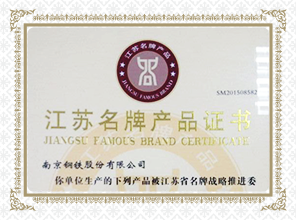 江苏名牌产品
JIANGSU FAMOUS BRAND
SM201508382
江苏名牌产品证书
JIANGSU FAMOUS BRAND CERTIFICATE
南京钢铁股份有限公司
你单位生产的下列产品被江苏省名牌战略推进委